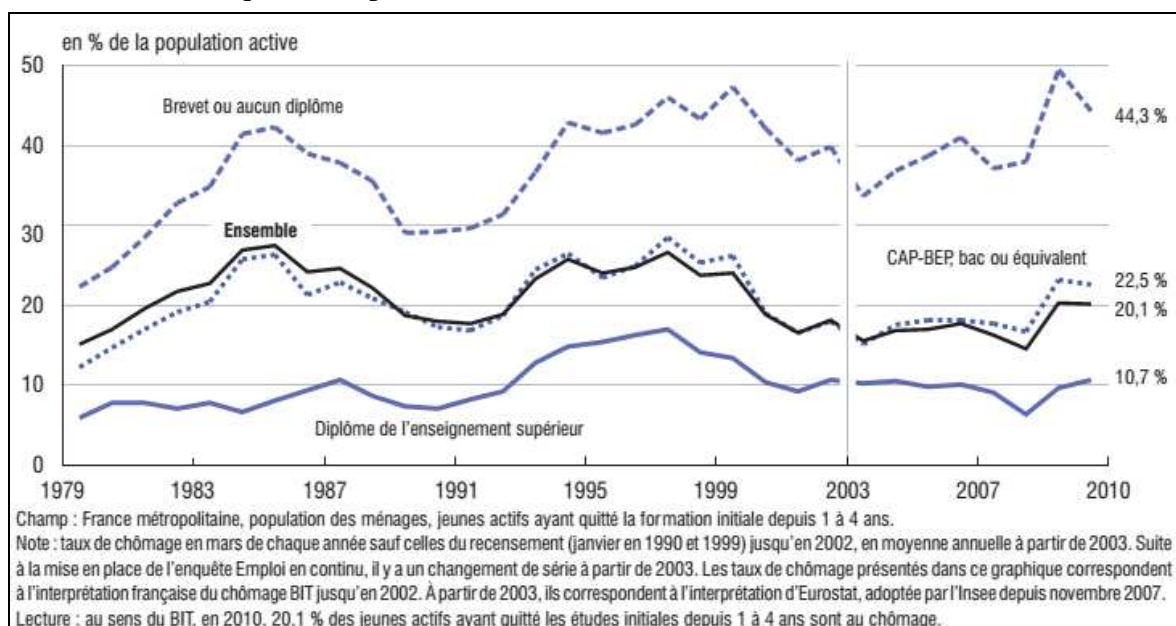 en % de la population active
50
Brevet ou aucun diplôme
44,3 %
40
Ensemble
30
CAP-BEP, bac ou équivalent
22,5 %
20
20,1 %
10
10,7 %
Diplôme de l'enseignement supérieur
0
1979 1983 1987 1991 1995 1999 2003 2007 2010
Champ : France métropolitaine, population des ménages, jeunes actifs ayant quitté la formation initiale depuis 1 à 4 ans.
Note : taux de chômage en mars de chaque année sauf celles du recensement (janvier en 1990 et 1999) jusqu'en 2002, en moyenne annuelle à partir de 2003. Suite
à la mise en place de l'enquête Emploi en continu, il y a un changement de série à partir de 2003. Les taux de chômage présentés dans ce graphique correspondent
à l'interprétation française du chômage BIT jusqu'en 2002. À partir de 2003, ils correspondent à l'interprétation d'Eurostat, adoptée par l'Insee depuis novembre 2007.
Lecture : au sens du BIT, en 2010, 20,1 % des jeunes actifs ayant quitté les études initiales depuis 1 à 4 ans sont au chômage.